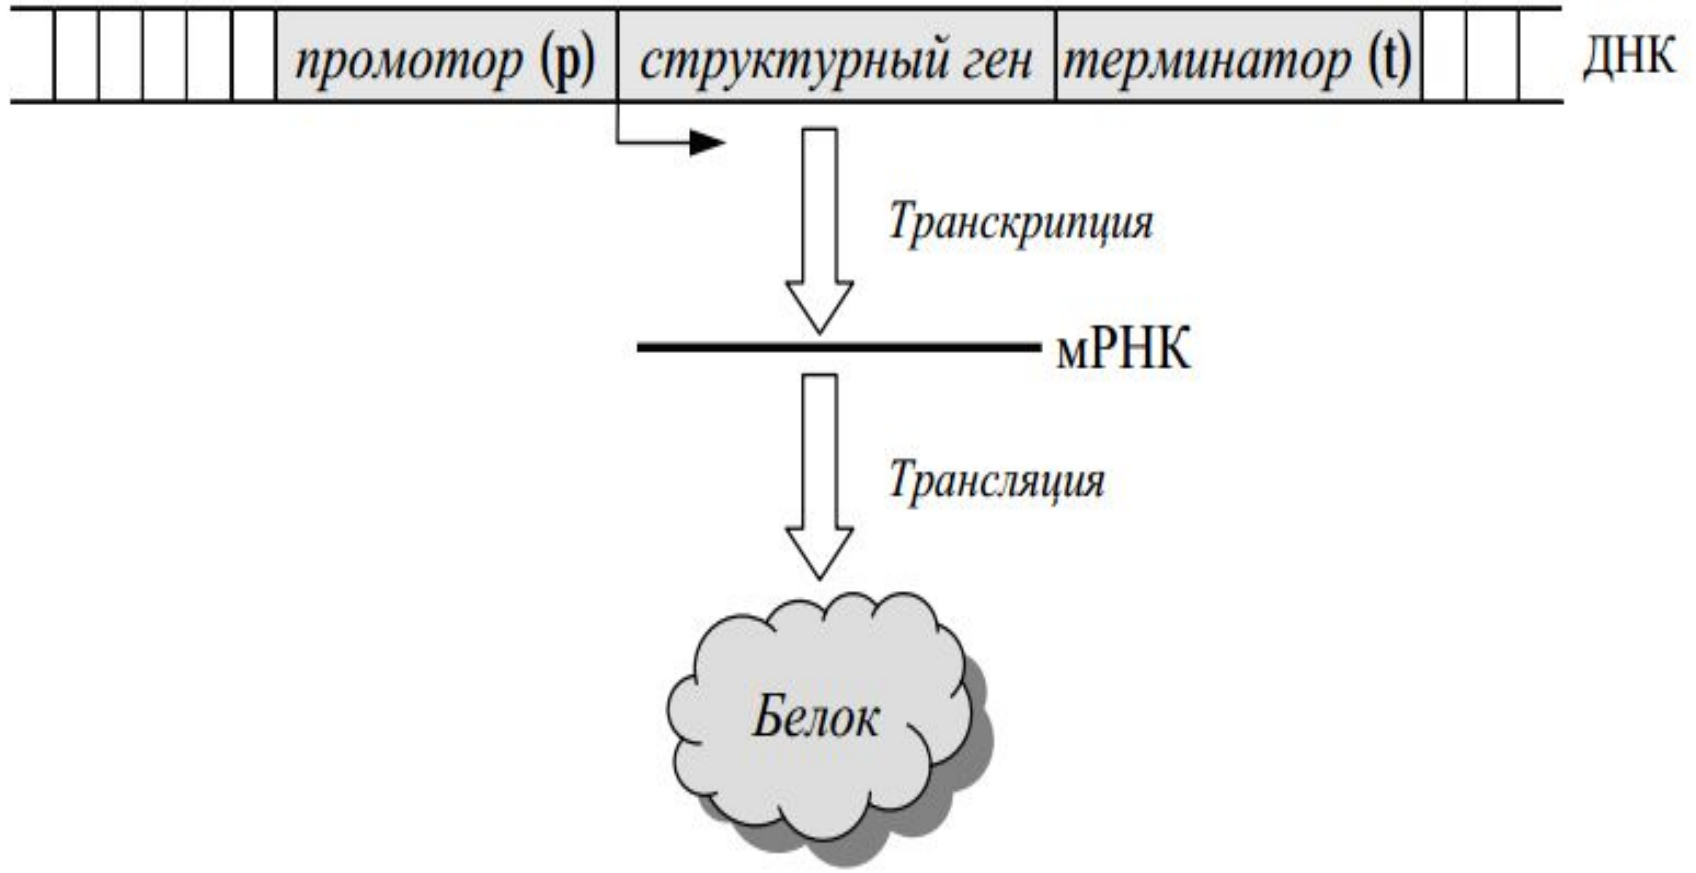 промотор (p) структурный ген терминатор (t) ДНК
Транскрипция
мРНК
Трансляция
Белок